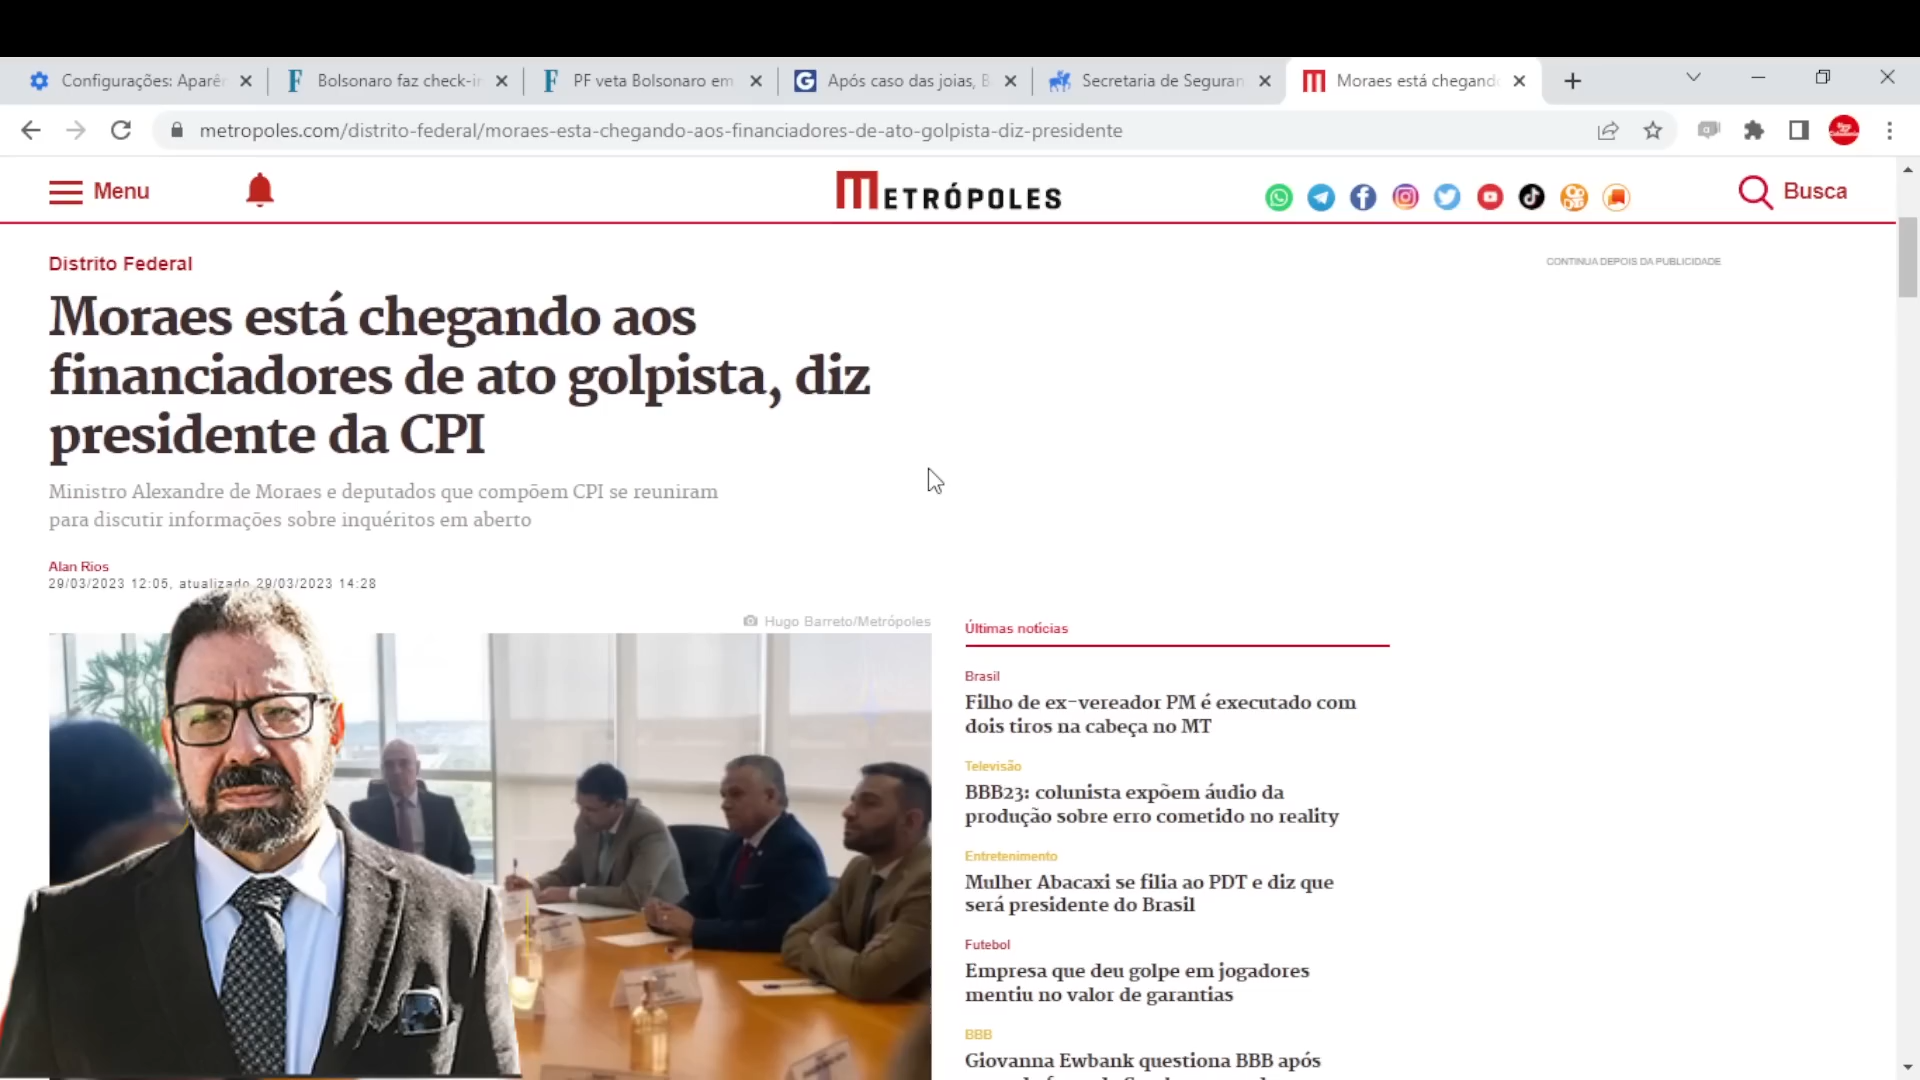 Configurações: Aparê
Bolsonaro faz check-i
PF veta Bolsonaro em
Após caso das joias, B
Secretaria de Seguran
Moraes está chegand
metropoles.com/distrito-federal/moraes-esta-chegando-aos-financiadores-de-ato-golpista-diz-presidente
Menu
METRÓPOLES
Busca
Distrito Federal
CONTINUA DEPOIS DA PUBLICIDADE
Moraes está chegando aos
financiadores de ato golpista, diz
presidente da CPI
Ministro Alexandre de Moraes e deputados que compõem CPI se reuniram
para discutir informações sobre inquéritos em aberto
Alan Rios
29/03/2023 12:05, atualizado 29/03/2023 14:28
Hugo Barreto/Metrópoles
Últimas notícias
Brasil
Filho de ex-vereador PM é executado com
dois tiros na cabeça no MT
Televisão
BBB23: colunista expõem áudio da
produção sobre erro cometido no reality
Entretenimento
Mulher Abacaxi se filia ao PDT e diz que
será presidente do Brasil
Futebol
Empresa que deu golpe em jogadores
mentiu no valor de garantias
BBB
Giovanna Ewbank questiona BBB após